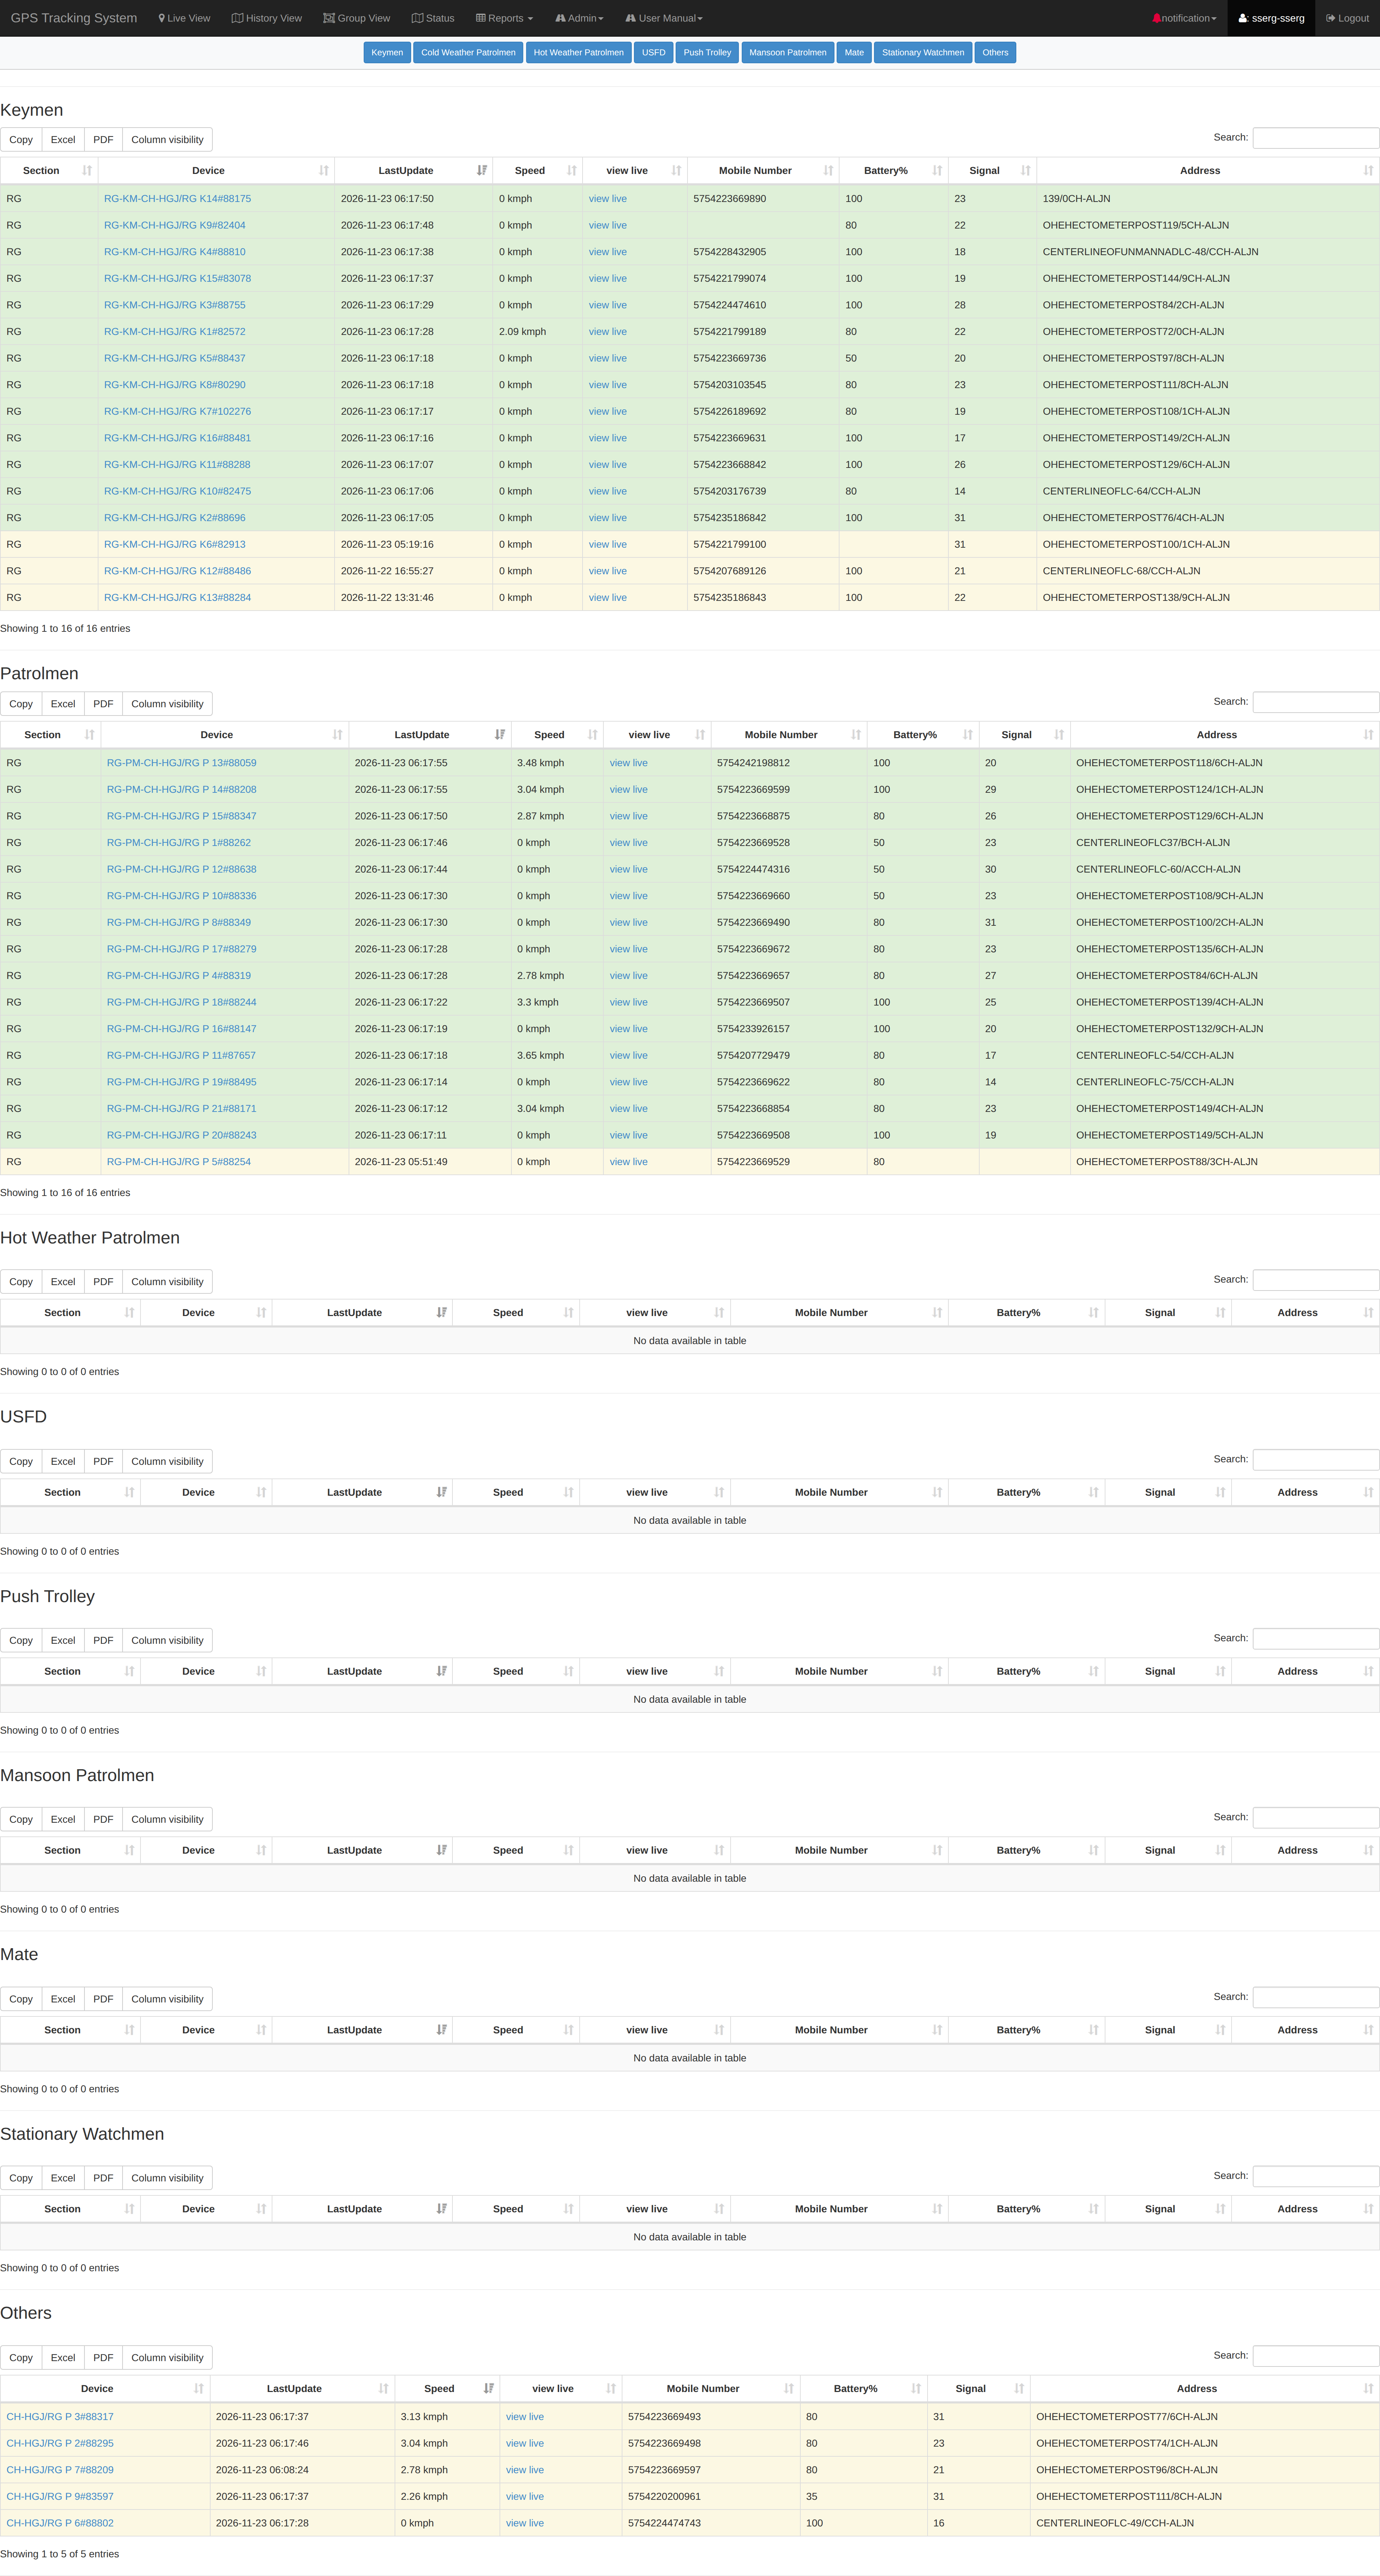 GPS Tracking System Live View History View Group View Status Reports Admin User Manual notification : sserg-sserg Logout
Keymen Cold Weather Patrolmen Hot Weather Patrolmen USFD Push Trolley Mansoon Patrolmen Mate Stationary Watchmen Others
Keymen
Copy Excel PDF Column visibility Search:
Section Device LastUpdate Speed view live Mobile Number Battery% Signal Address
RG RG-KM-CH-HGJ/RG K14#88175 2026-11-23 06:17:50 0 kmph view live 5754223669890 100 23 139/0CH-ALJN
RG RG-KM-CH-HGJ/RG K9#82404 2026-11-23 06:17:48 0 kmph view live 80 22 OHEHECTOMETERPOST119/5CH-ALJN
RG RG-KM-CH-HGJ/RG K4#88810 2026-11-23 06:17:38 0 kmph view live 5754228432905 100 18 CENTERLINEOFUNMANNADLC-48/CCH-ALJN
RG RG-KM-CH-HGJ/RG K15#83078 2026-11-23 06:17:37 0 kmph view live 5754221799074 100 19 OHEHECTOMETERPOST144/9CH-ALJN
RG RG-KM-CH-HGJ/RG K3#88755 2026-11-23 06:17:29 0 kmph view live 5754224474610 100 28 OHEHECTOMETERPOST84/2CH-ALJN
RG RG-KM-CH-HGJ/RG K1#82572 2026-11-23 06:17:28 2.09 kmph view live 5754221799189 80 22 OHEHECTOMETERPOST72/0CH-ALJN
RG RG-KM-CH-HGJ/RG K5#88437 2026-11-23 06:17:18 0 kmph view live 5754223669736 50 20 OHEHECTOMETERPOST97/8CH-ALJN
RG RG-KM-CH-HGJ/RG K8#80290 2026-11-23 06:17:18 0 kmph view live 5754203103545 80 23 OHEHECTOMETERPOST111/8CH-ALJN
RG RG-KM-CH-HGJ/RG K7#102276 2026-11-23 06:17:17 0 kmph view live 5754226189692 80 19 OHEHECTOMETERPOST108/1CH-ALJN
RG RG-KM-CH-HGJ/RG K16#88481 2026-11-23 06:17:16 0 kmph view live 5754223669631 100 17 OHEHECTOMETERPOST149/2CH-ALJN
RG RG-KM-CH-HGJ/RG K11#88288 2026-11-23 06:17:07 0 kmph view live 5754223668842 100 26 OHEHECTOMETERPOST129/6CH-ALJN
RG RG-KM-CH-HGJ/RG K10#82475 2026-11-23 06:17:06 0 kmph view live 5754203176739 80 14 CENTERLINEOFLC-64/CCH-ALJN
RG RG-KM-CH-HGJ/RG K2#88696 2026-11-23 06:17:05 0 kmph view live 5754235186842 100 31 OHEHECTOMETERPOST76/4CH-ALJN
RG RG-KM-CH-HGJ/RG K6#82913 2026-11-23 05:19:16 0 kmph view live 5754221799100 31 OHEHECTOMETERPOST100/1CH-ALJN
RG RG-KM-CH-HGJ/RG K12#88486 2026-11-22 16:55:27 0 kmph view live 5754207689126 100 21 CENTERLINEOFLC-68/CCH-ALJN
RG RG-KM-CH-HGJ/RG K13#88284 2026-11-22 13:31:46 0 kmph view live 5754235186843 100 22 OHEHECTOMETERPOST138/9CH-ALJN
Showing 1 to 16 of 16 entries
Patrolmen
Copy Excel PDF Column visibility Search:
Section Device LastUpdate Speed view live Mobile Number Battery% Signal Address
RG RG-PM-CH-HGJ/RG P 13#88059 2026-11-23 06:17:55 3.48 kmph view live 5754242198812 100 20 OHEHECTOMETERPOST118/6CH-ALJN
RG RG-PM-CH-HGJ/RG P 14#88208 2026-11-23 06:17:55 3.04 kmph view live 5754223669599 100 29 OHEHECTOMETERPOST124/1CH-ALJN
RG RG-PM-CH-HGJ/RG P 15#88347 2026-11-23 06:17:50 2.87 kmph view live 5754223668875 80 26 OHEHECTOMETERPOST129/6CH-ALJN
RG RG-PM-CH-HGJ/RG P 1#88262 2026-11-23 06:17:46 0 kmph view live 5754223669528 50 23 CENTERLINEOFLC37/BCH-ALJN
RG RG-PM-CH-HGJ/RG P 12#88638 2026-11-23 06:17:44 0 kmph view live 5754224474316 50 30 CENTERLINEOFLC-60/ACCH-ALJN
RG RG-PM-CH-HGJ/RG P 10#88336 2026-11-23 06:17:30 0 kmph view live 5754223669660 50 23 OHEHECTOMETERPOST108/9CH-ALJN
RG RG-PM-CH-HGJ/RG P 8#88349 2026-11-23 06:17:30 0 kmph view live 5754223669490 80 31 OHEHECTOMETERPOST100/2CH-ALJN
RG RG-PM-CH-HGJ/RG P 17#88279 2026-11-23 06:17:28 0 kmph view live 5754223669672 80 23 OHEHECTOMETERPOST135/6CH-ALJN
RG RG-PM-CH-HGJ/RG P 4#88319 2026-11-23 06:17:28 2.78 kmph view live 5754223669657 80 27 OHEHECTOMETERPOST84/6CH-ALJN
RG RG-PM-CH-HGJ/RG P 18#88244 2026-11-23 06:17:22 3.3 kmph view live 5754223669507 100 25 OHEHECTOMETERPOST139/4CH-ALJN
RG RG-PM-CH-HGJ/RG P 16#88147 2026-11-23 06:17:19 0 kmph view live 5754233926157 100 20 OHEHECTOMETERPOST132/9CH-ALJN
RG RG-PM-CH-HGJ/RG P 11#87657 2026-11-23 06:17:18 3.65 kmph view live 5754207729479 80 17 CENTERLINEOFLC-54/CCH-ALJN
RG RG-PM-CH-HGJ/RG P 19#88495 2026-11-23 06:17:14 0 kmph view live 5754223669622 80 14 CENTERLINEOFLC-75/CCH-ALJN
RG RG-PM-CH-HGJ/RG P 21#88171 2026-11-23 06:17:12 3.04 kmph view live 5754223668854 80 23 OHEHECTOMETERPOST149/4CH-ALJN
RG RG-PM-CH-HGJ/RG P 20#88243 2026-11-23 06:17:11 0 kmph view live 5754223669508 100 19 OHEHECTOMETERPOST149/5CH-ALJN
RG RG-PM-CH-HGJ/RG P 5#88254 2026-11-23 05:51:49 0 kmph view live 5754223669529 80 OHEHECTOMETERPOST88/3CH-ALJN
Showing 1 to 16 of 16 entries
Hot Weather Patrolmen
Copy Excel PDF Column visibility Search:
Section Device LastUpdate Speed view live Mobile Number Battery% Signal Address
No data available in table
Showing 0 to 0 of 0 entries
USFD
Copy Excel PDF Column visibility Search:
Section Device LastUpdate Speed view live Mobile Number Battery% Signal Address
No data available in table
Showing 0 to 0 of 0 entries
Push Trolley
Copy Excel PDF Column visibility Search:
Section Device LastUpdate Speed view live Mobile Number Battery% Signal Address
No data available in table
Showing 0 to 0 of 0 entries
Mansoon Patrolmen
Copy Excel PDF Column visibility Search:
Section Device LastUpdate Speed view live Mobile Number Battery% Signal Address
No data available in table
Showing 0 to 0 of 0 entries
Mate
Copy Excel PDF Column visibility Search:
Section Device LastUpdate Speed view live Mobile Number Battery% Signal Address
No data available in table
Showing 0 to 0 of 0 entries
Stationary Watchmen
Copy Excel PDF Column visibility Search:
Section Device LastUpdate Speed view live Mobile Number Battery% Signal Address
No data available in table
Showing 0 to 0 of 0 entries
Others
Copy Excel PDF Column visibility Search:
Device LastUpdate Speed view live Mobile Number Battery% Signal Address
CH-HGJ/RG P 3#88317 2026-11-23 06:17:37 3.13 kmph view live 5754223669493 80 31 OHEHECTOMETERPOST77/6CH-ALJN
CH-HGJ/RG P 2#88295 2026-11-23 06:17:46 3.04 kmph view live 5754223669498 80 23 OHEHECTOMETERPOST74/1CH-ALJN
CH-HGJ/RG P 7#88209 2026-11-23 06:08:24 2.78 kmph view live 5754223669597 80 21 OHEHECTOMETERPOST96/8CH-ALJN
CH-HGJ/RG P 9#83597 2026-11-23 06:17:37 2.26 kmph view live 5754220200961 35 31 OHEHECTOMETERPOST111/8CH-ALJN
CH-HGJ/RG P 6#88802 2026-11-23 06:17:28 0 kmph view live 5754224474743 100 16 CENTERLINEOFLC-49/CCH-ALJN
Showing 1 to 5 of 5 entries